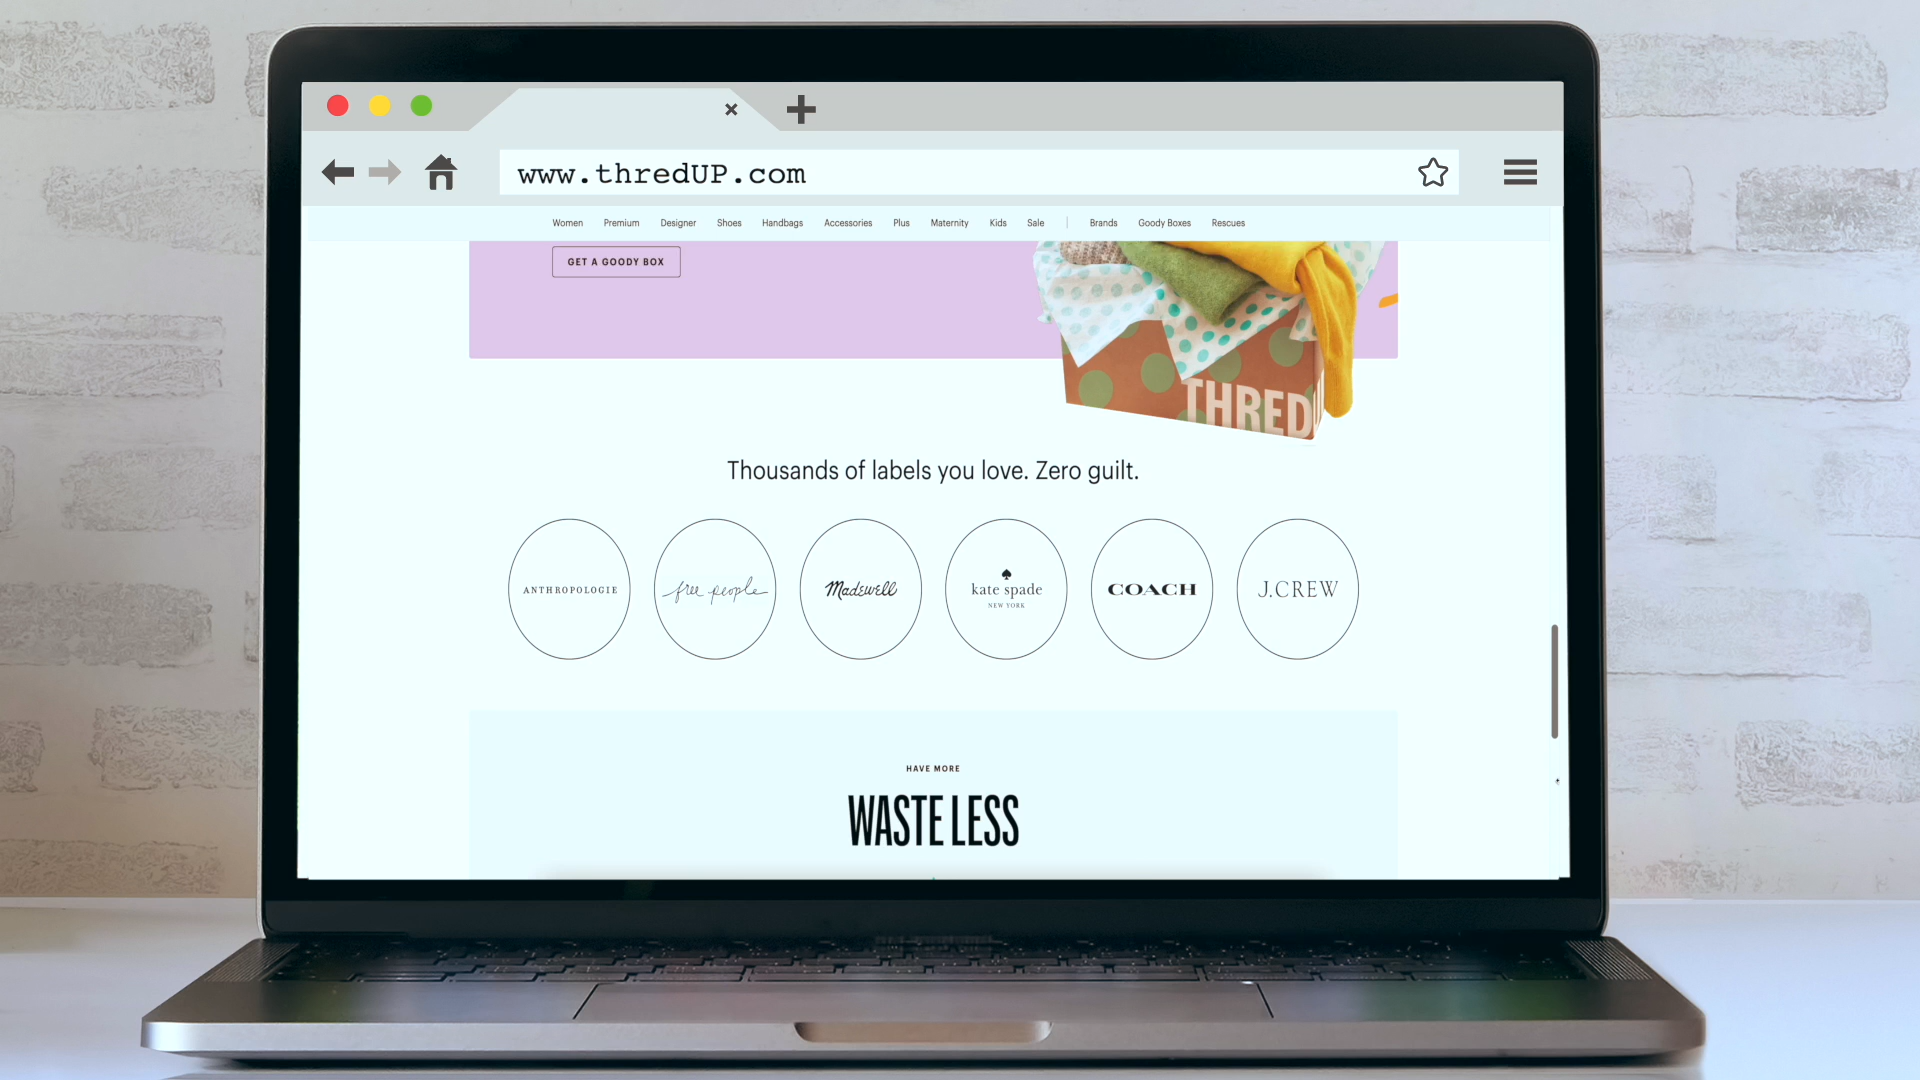 www.thredUP.com
Women Premium Designer Shoes Handbags Accessories Plus Maternity Kids Sale | Brands Goody Boxes Rescues
GET A GOODY BOX
THRED
Thousands of labels you love. Zero guilt.
ANTHROPOLOGIE
free people
Madewell
kate spade
NEW YORK
COACH
J.CREW
HAVE MORE
WASTE LESS